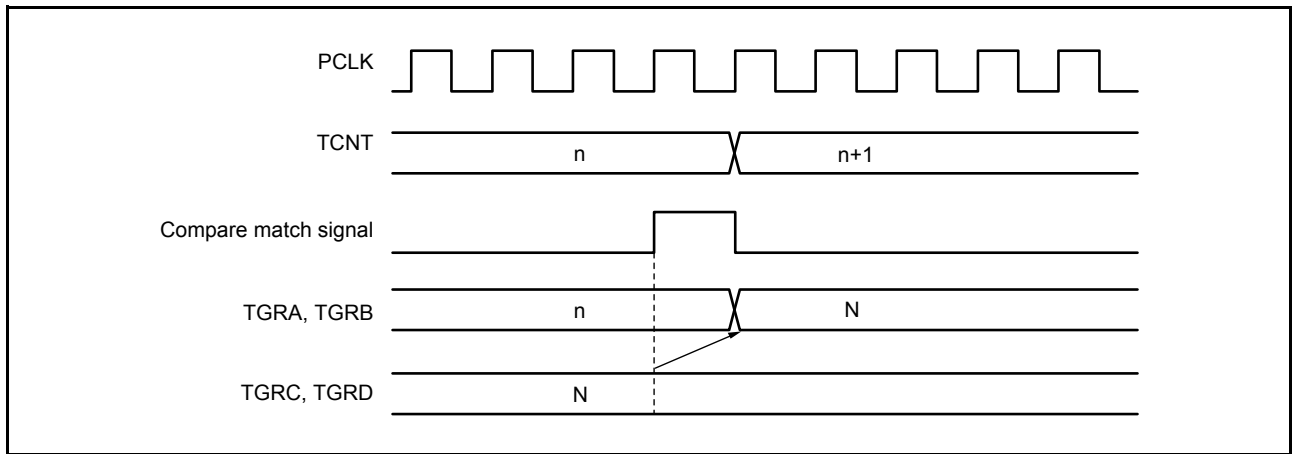 PCLK
TCNT
n
n+1
Compare match signal
TGRA, TGRB
n
N
TGRC, TGRD
N